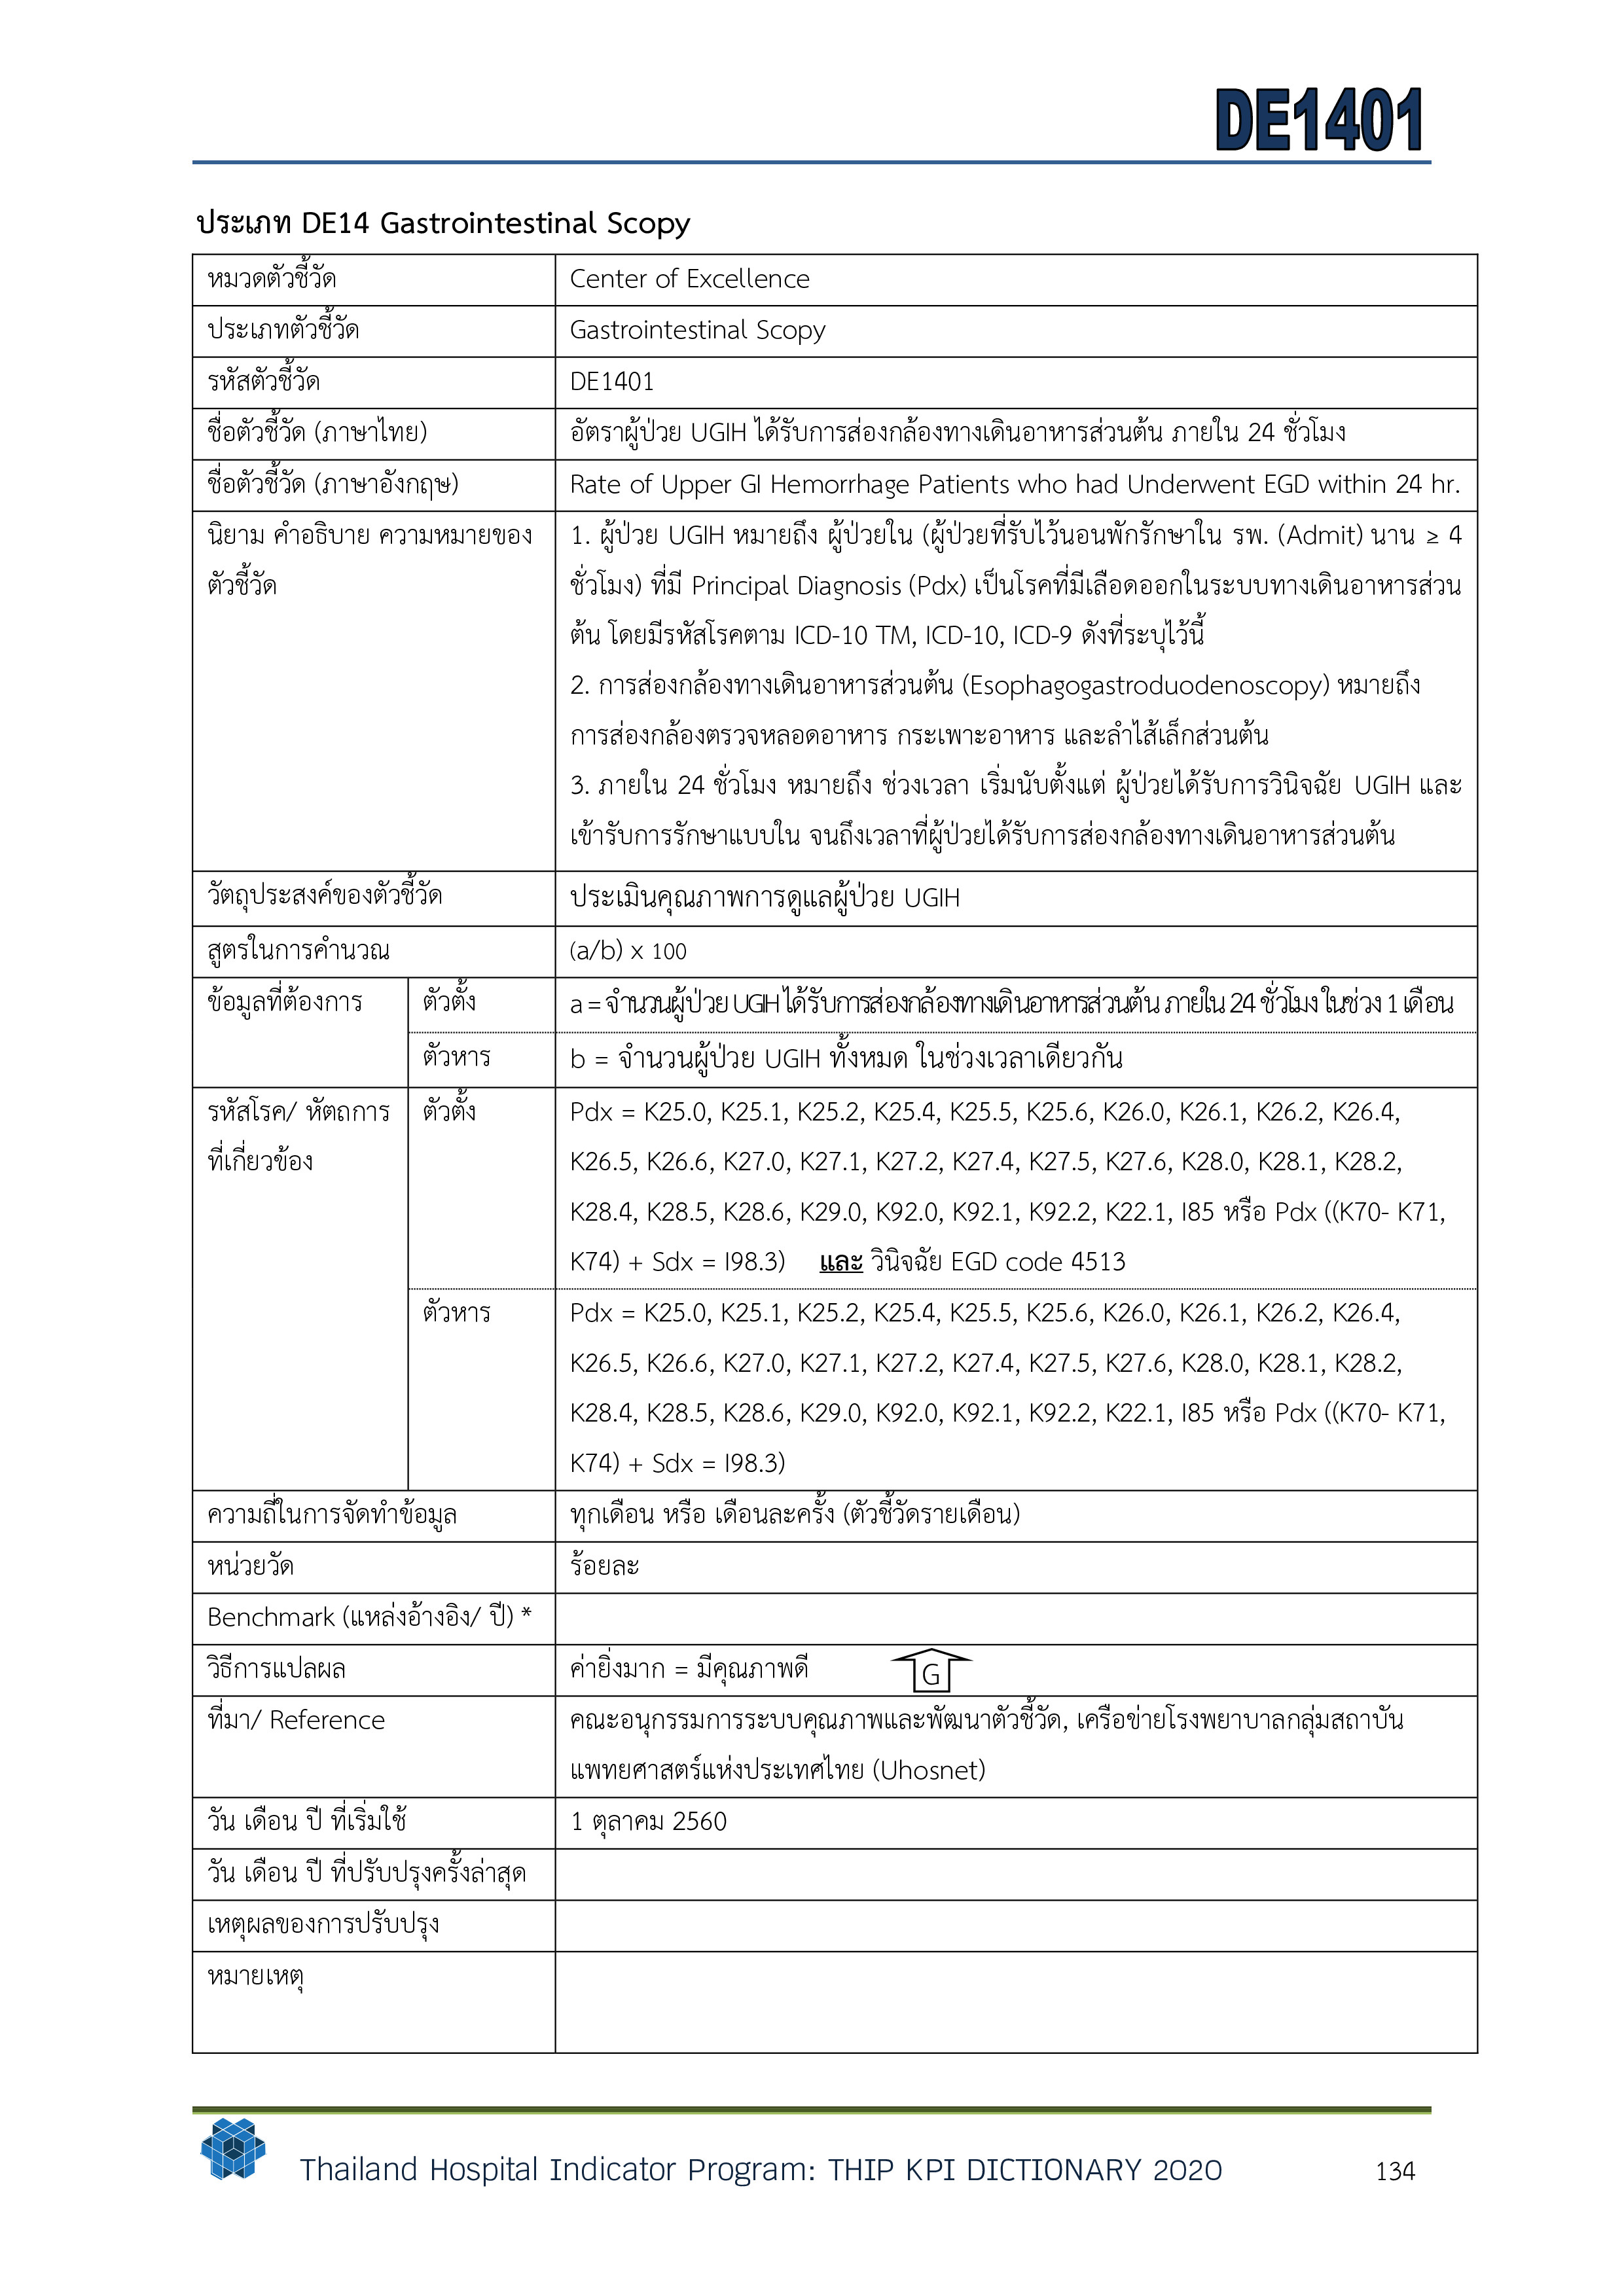 DE1401
ประเภท DE14 Gastrointestinal Scopy
หมวดตัวชี้วัด
Center of Excellence
ประเภทตัวชี้วัด
Gastrointestinal Scopy
รหัสตัวชี้วัด
DE1401
ชื่อตัวชี้วัด (ภาษาไทย)
อัตราผู้ป่วย UGIH ได้รับการส่องกล้องทางเดินอาหารส่วนต้น ภายใน 24 ชั่วโมง
ชื่อตัวชี้วัด (ภาษาอังกฤษ)
Rate of Upper GI Hemorrhage Patients who had Underwent EGD within 24 hr.
นิยาม คำอธิบาย ความหมายของ
ตัวชี้วัด
1. ผู้ป่วย UGIH หมายถึง ผู้ป่วยใน (ผู้ป่วยที่รับไว้นอนพักรักษาใน รพ. (Admit) นาน ≥ 4
ชั่วโมง) ที่มี Principal Diagnosis (Pdx) เป็นโรคที่มีเลือดออกในระบบทางเดินอาหารส่วน
ต้น โดยมีรหัสโรคตาม ICD-10 TM, ICD-10, ICD-9 ดังที่ระบุไว้นี้
2. การส่องกล้องทางเดินอาหารส่วนต้น (Esophagogastroduodenoscopy) หมายถึง
การส่องกล้องตรวจหลอดอาหาร กระเพาะอาหาร และลำไส้เล็กส่วนต้น
3. ภายใน 24 ชั่วโมง หมายถึง ช่วงเวลา เริ่มนับตั้งแต่ ผู้ป่วยได้รับการวินิจฉัย UGIH และ
เข้ารับการรักษาแบบใน จนถึงเวลาที่ผู้ป่วยได้รับการส่องกล้องทางเดินอาหารส่วนต้น
วัตถุประสงค์ของตัวชี้วัด
ประเมินคุณภาพการดูแลผู้ป่วย UGIH
สูตรในการคำนวณ
(a/b) x 100
ข้อมูลที่ต้องการ
ตัวตั้ง
a = จำนวนผู้ป่วย UGIH ได้รับการส่องกล้องทางเดินอาหารส่วนต้น ภายใน 24 ชั่วโมง ในช่วง 1 เดือน
ตัวหาร
b = จำนวนผู้ป่วย UGIH ทั้งหมด ในช่วงเวลาเดียวกัน
รหัสโรค/ หัตถการ
ที่เกี่ยวข้อง
ตัวตั้ง
Pdx = K25.0, K25.1, K25.2, K25.4, K25.5, K25.6, K26.0, K26.1, K26.2, K26.4,
K26.5, K26.6, K27.0, K27.1, K27.2, K27.4, K27.5, K27.6, K28.0, K28.1, K28.2,
K28.4, K28.5, K28.6, K29.0, K92.0, K92.1, K92.2, K22.1, I85 หรือ Pdx ((K70- K71,
K74) + Sdx = I98.3) และ วินิจฉัย EGD code 4513
ตัวหาร
Pdx = K25.0, K25.1, K25.2, K25.4, K25.5, K25.6, K26.0, K26.1, K26.2, K26.4,
K26.5, K26.6, K27.0, K27.1, K27.2, K27.4, K27.5, K27.6, K28.0, K28.1, K28.2,
K28.4, K28.5, K28.6, K29.0, K92.0, K92.1, K92.2, K22.1, I85 หรือ Pdx ((K70- K71,
K74) + Sdx = I98.3)
ความถี่ในการจัดทำข้อมูล
ทุกเดือน หรือ เดือนละครั้ง (ตัวชี้วัดรายเดือน)
หน่วยวัด
ร้อยละ
Benchmark (แหล่งอ้างอิง/ ปี) *
วิธีการแปลผล
ค่ายิ่งมาก = มีคุณภาพดี G
ที่มา/ Reference
คณะอนุกรรมการระบบคุณภาพและพัฒนาตัวชี้วัด, เครือข่ายโรงพยาบาลกลุ่มสถาบัน
แพทยศาสตร์แห่งประเทศไทย (Uhosnet)
วัน เดือน ปี ที่เริ่มใช้
1 ตุลาคม 2560
วัน เดือน ปี ที่ปรับปรุงครั้งล่าสุด
เหตุผลของการปรับปรุง
หมายเหตุ
Thailand Hospital Indicator Program: THIP KPI DICTIONARY 2020 134